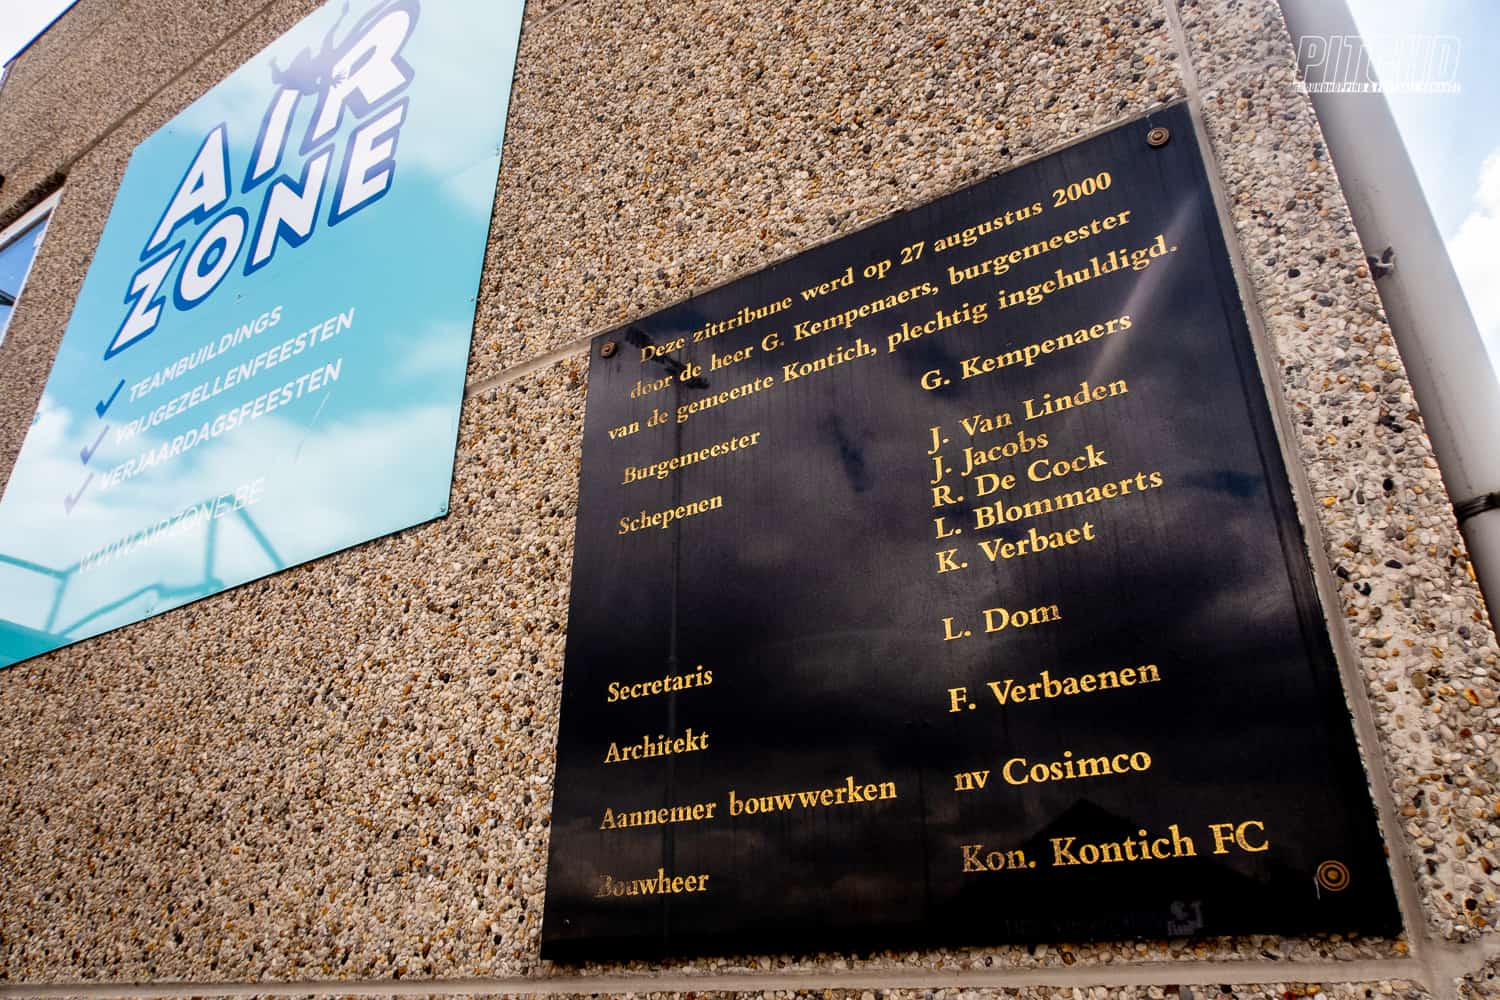 AIR
ZONE
TEAMBUILDINGS
VRIJGEZELLENFEESTEN
VERJAARDAGSFEESTEN
WWW.AIRZONE.BE
Deze zittribune werd op 27 augustus 2000
door de heer G. Kempenaers, burgemeester
van de gemeente Kontich, plechtig ingehuldigd.
Burgemeester G. Kempenaers
Schepenen J. Van Linden
J. Jacobs
R. De Cock
L. Blommaerts
K. Verbaet
Secretaris L. Dom
Architekt F. Verbaenen
Aannemer bouwwerken nv Cosimco
Bouwheer Kon. Kontich FC
PITCHD